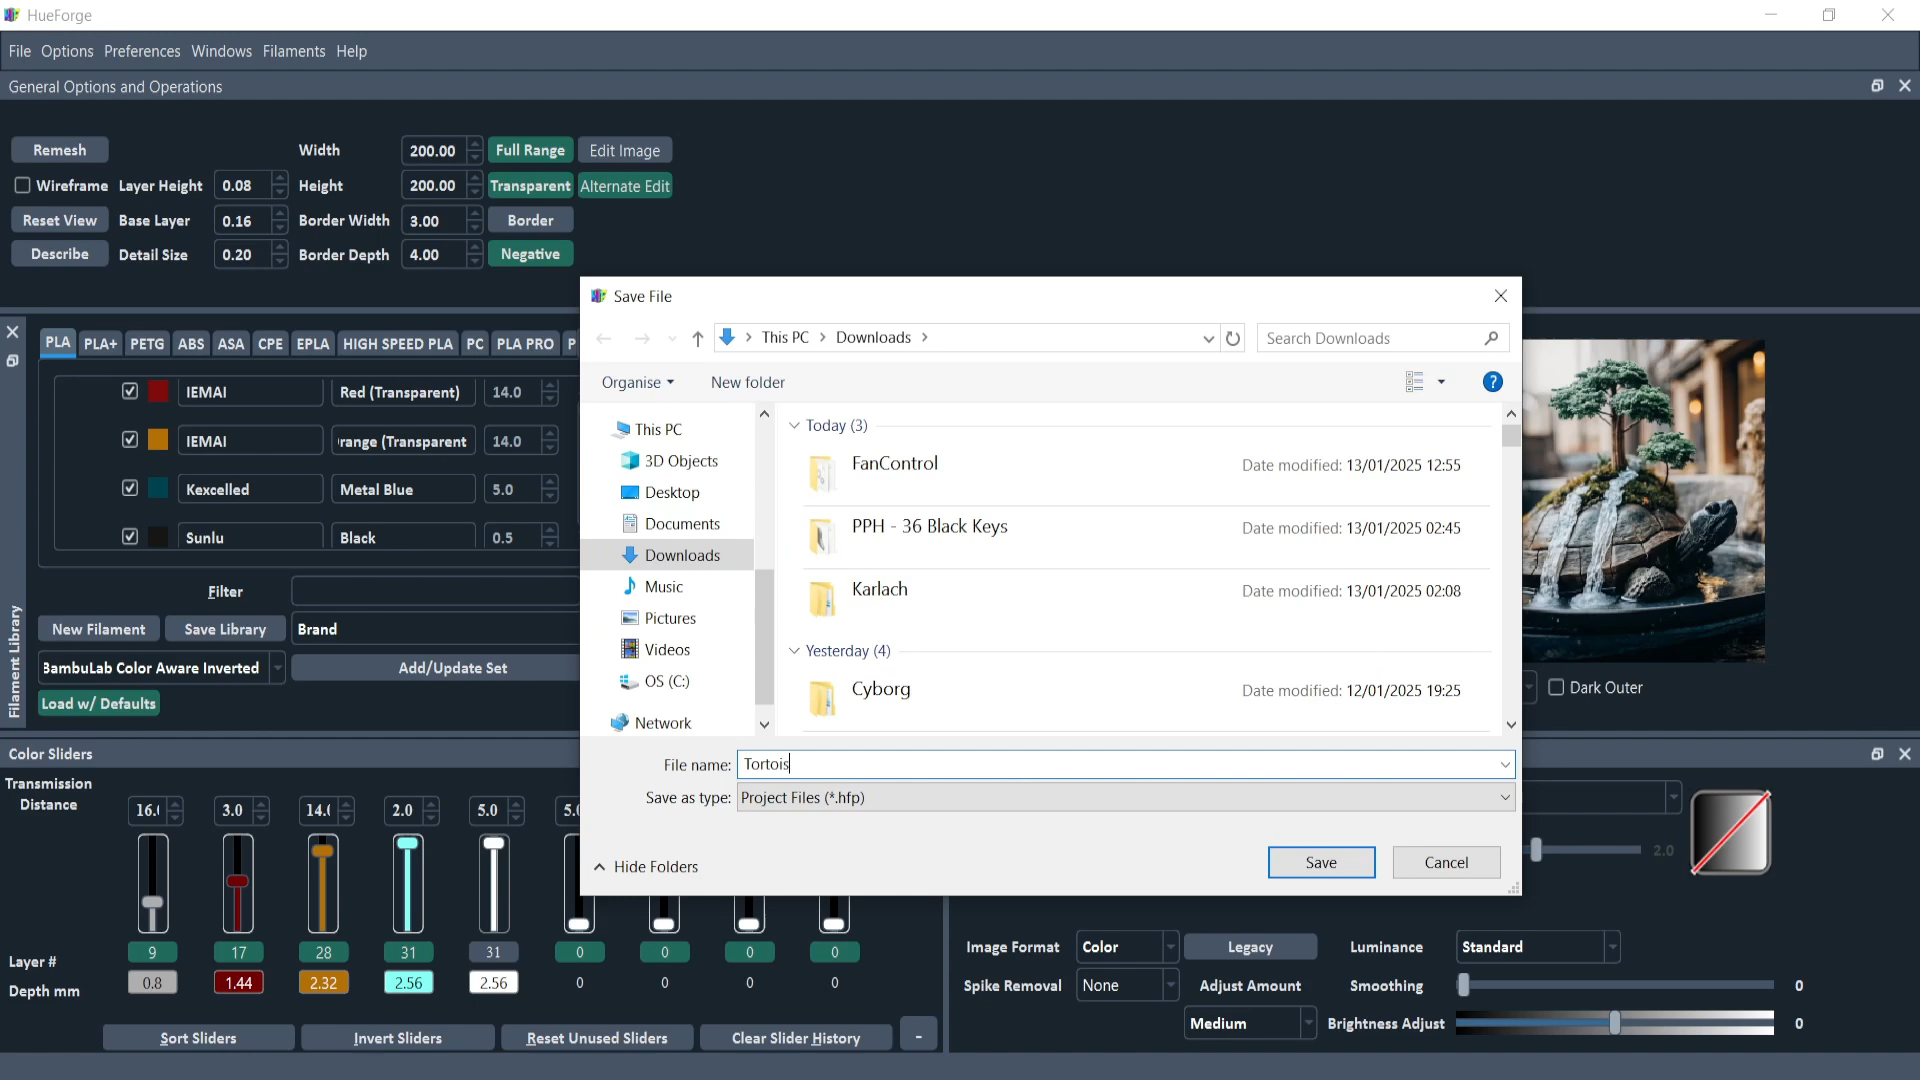 HueForge
File Options Preferences Windows Filaments Help
General Options and Operations
Remesh Width 200.00 Full Range Edit Image
Wireframe Layer Height 0.08 Height 200.00 Transparent Alternate Edit
Reset View Base Layer 0.16 Border Width 3.00 Border
Describe Detail Size 0.20 Border Depth 4.00 Negative
Filament Library
PLA PLA+ PETG ABS ASA CPE EPLA HIGH SPEED PLA PC PLA PRO P
IEMAI Red (Transparent) 14.0
IEMAI range (Transparent 14.0
Kexcelled Metal Blue 5.0
Sunlu Black 0.5
Filter
New Filament Save Library Brand
BambuLab Color Aware Inverted Add/Update Set
Load w/ Defaults
Save File
This PC Downloads Search Downloads
Organise New folder ?
This PC
3D Objects
Desktop
Documents
Downloads
Music
Pictures
Videos
OS (C:)
Network
Today (3)
FanControl Date modified: 13/01/2025 12:55
PPH - 36 Black Keys Date modified: 13/01/2025 02:45
Karlach Date modified: 13/01/2025 02:08
Yesterday (4)
Cyborg Date modified: 12/01/2025 19:25
File name: Tortois
Save as type: Project Files (*.hfp)
Hide Folders Save Cancel
Dark Outer
Color Sliders
Transmission
Distance
16.( 3.0 14.( 2.0 5.0 5.0
2.0
Layer # 9 17 28 31 31 0 0 0 0
Depth mm 0.8 1.44 2.32 2.56 2.56 0 0 0 0
Sort Sliders Invert Sliders Reset Unused Sliders Clear Slider History -
Image Format Color Legacy Luminance Standard
Spike Removal None Adjust Amount Smoothing 0
Medium Brightness Adjust 0